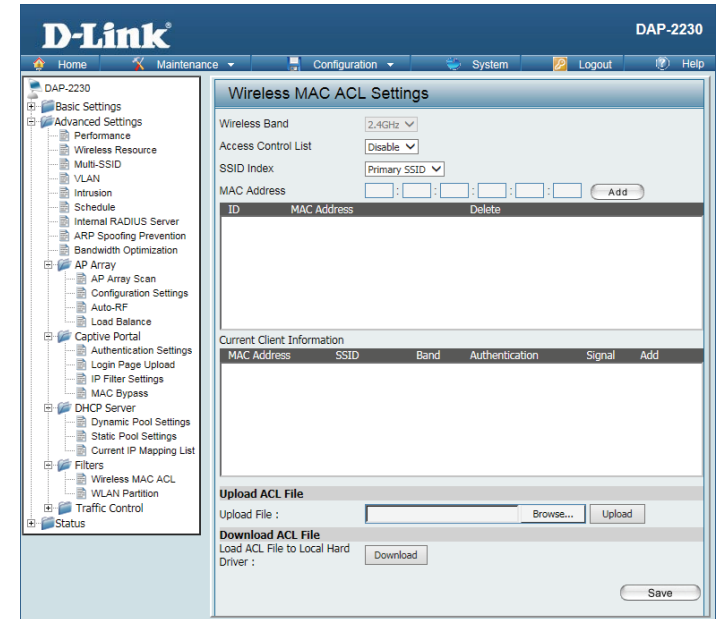 D-Link®
DAP-2230
Home Maintenance Configuration System Logout Help
DAP-2230
Basic Settings
Advanced Settings
Performance
Wireless Resource
Multi-SSID
VLAN
Intrusion
Schedule
Internal RADIUS Server
ARP Spoofing Prevention
Bandwidth Optimization
AP Array
AP Array Scan
Configuration Settings
Auto-RF
Load Balance
Captive Portal
Authentication Settings
Login Page Upload
IP Filter Settings
MAC Bypass
DHCP Server
Dynamic Pool Settings
Static Pool Settings
Current IP Mapping List
Filters
Wireless MAC ACL
WLAN Partition
Traffic Control
Status
Wireless MAC ACL Settings
Wireless Band 2.4GHz
Access Control List Disable
SSID Index Primary SSID
MAC Address : : : : : Add
ID MAC Address Delete
Current Client Information
MAC Address SSID Band Authentication Signal Add
Upload ACL File
Upload File : Browse... Upload
Download ACL File
Load ACL File to Local Hard
Driver : Download
Save